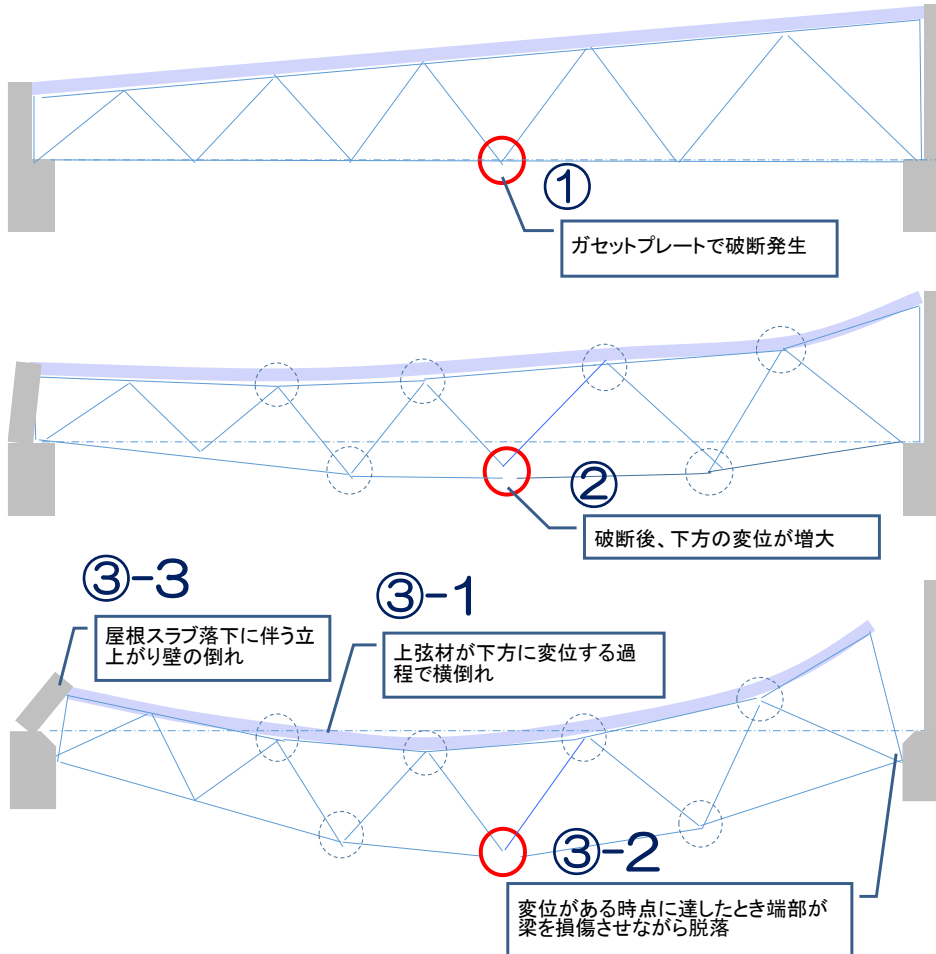 ①
ガセットプレートで破断発生
②
破断後、下方の変位が増大
③-3
屋根スラブ落下に伴う立
上がり壁の倒れ
③-1
上弦材が下方に変位する過
程で横倒れ
③-2
変位がある時点に達したとき端部が
梁を損傷させながら脱落